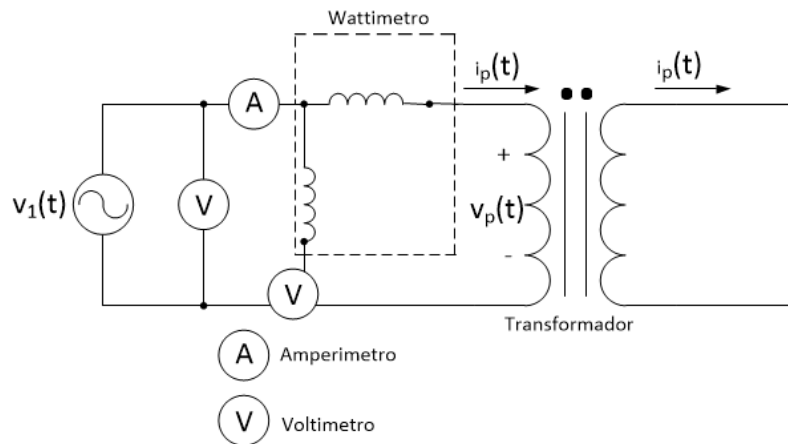 Wattimetro
i_p(t)
i_p(t)
A
+
v_1(t)
V
v_p(t)
-
V
Transformador
A Amperimetro
V Voltimetro